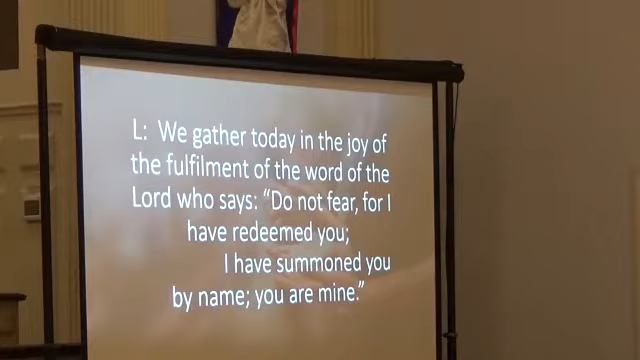 L: We gather today in the joy of
the fulfilment of the word of the
Lord who says: “Do not fear, for I
have redeemed you;
I have summoned you
by name; you are mine.”